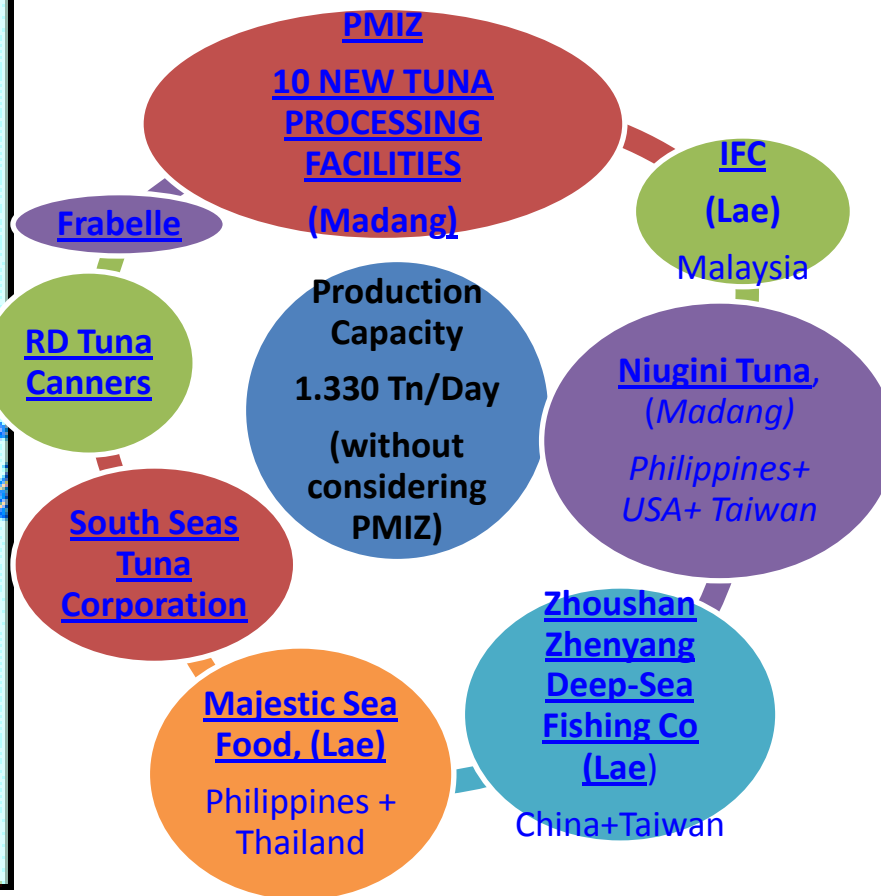 PMIZ
10 NEW TUNA
PROCESSING
FACILITIES
(Madang)
IFC
(Lae)
Malaysia
Niugini Tuna,
(Madang)
Philippines+
USA+ Taiwan
Zhoushan
Zhenyang
Deep-Sea
Fishing Co
(Lae)
China+Taiwan
Majestic Sea
Food, (Lae)
Philippines +
Thailand
South Seas
Tuna
Corporation
RD Tuna
Canners
Frabelle
Production
Capacity
1.330 Tn/Day
(without
considering
PMIZ)